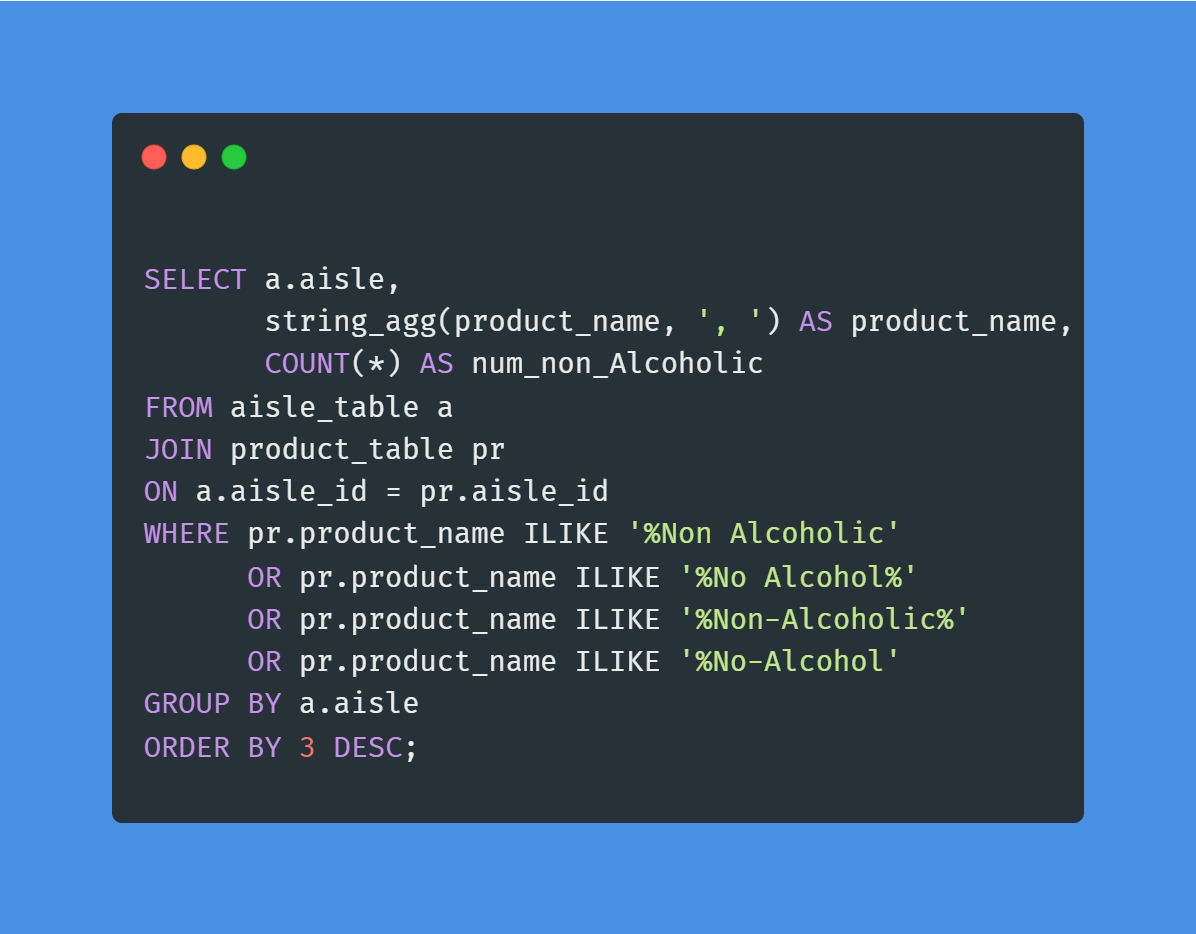 SELECT a.aisle,
       string_agg(product_name, ', ') AS product_name,
       COUNT(*) AS num_non_Alcoholic
FROM aisle_table a
JOIN product_table pr
ON a.aisle_id = pr.aisle_id
WHERE pr.product_name ILIKE '%Non Alcoholic'
      OR pr.product_name ILIKE '%No Alcohol%'
      OR pr.product_name ILIKE '%Non-Alcoholic%'
      OR pr.product_name ILIKE '%No-Alcohol'
GROUP BY a.aisle
ORDER BY 3 DESC;